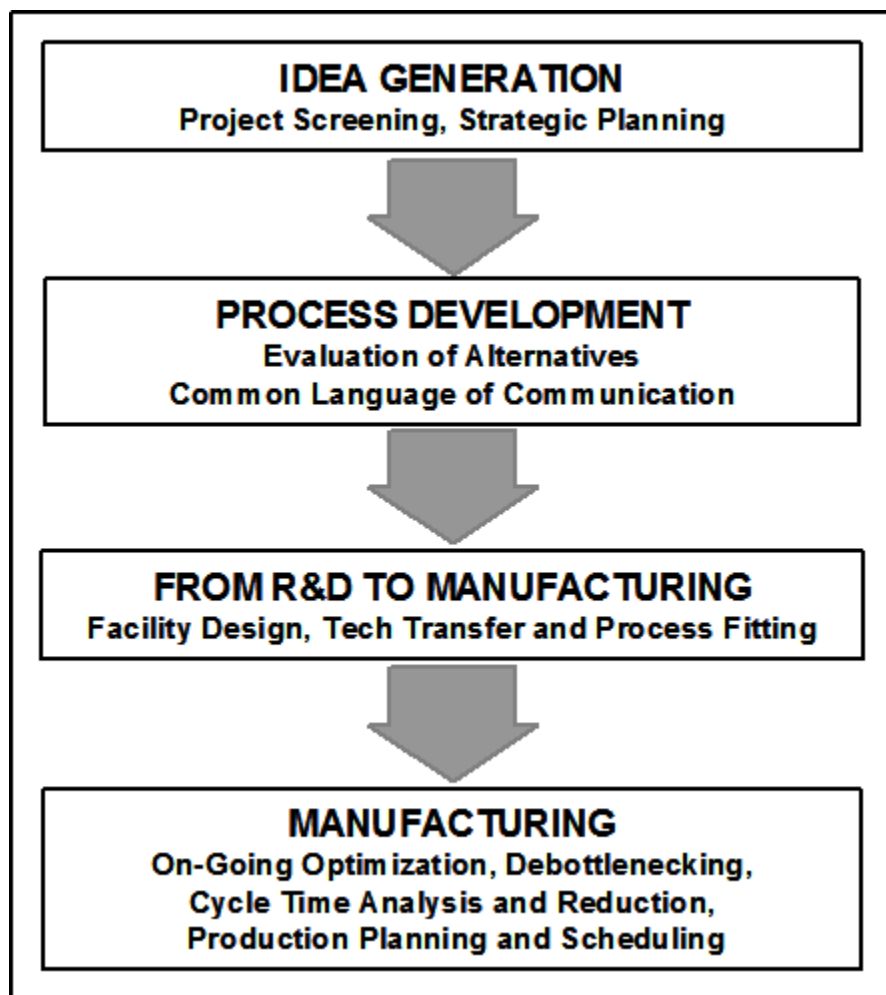 IDEA GENERATION
Project Screening, Strategic Planning
PROCESS DEVELOPMENT
Evaluation of Alternatives
Common Language of Communication
FROM R&D TO MANUFACTURING
Facility Design, Tech Transfer and Process Fitting
MANUFACTURING
On-Going Optimization, Debottlenecking,
Cycle Time Analysis and Reduction,
Production Planning and Scheduling